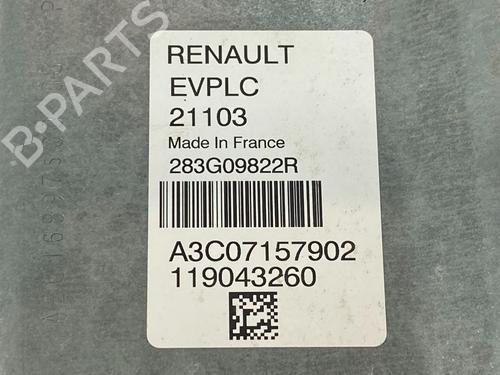 RENAULT
EVPLC
21103
Made In France
283G09822R
A3C07157902
119043260
B-PARTS